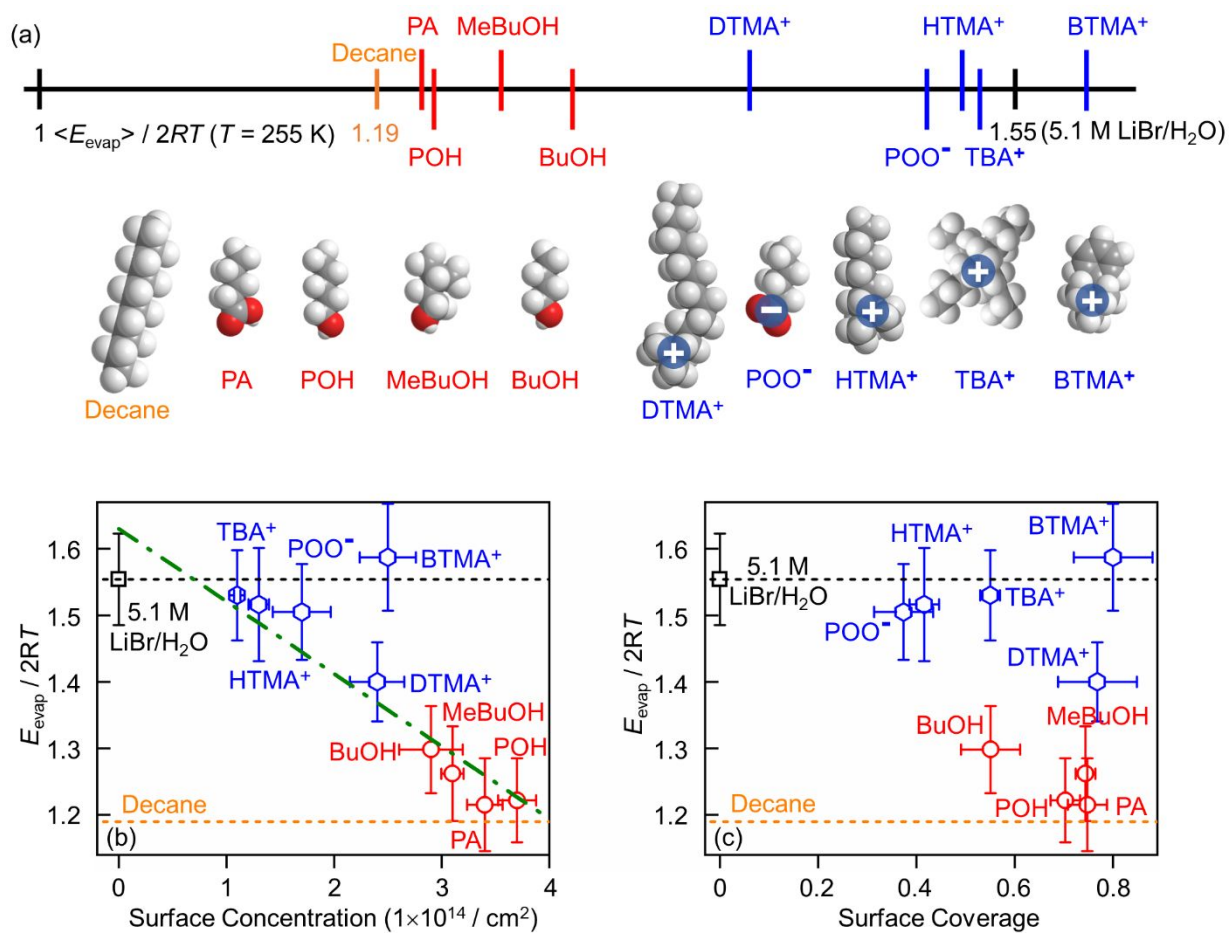 (a)
PA MeBuOH DTMA⁺ HTMA⁺ BTMA⁺
Decane
1 <E_evap> / 2RT (T = 255 K) 1.19 1.55 (5.1 M LiBr/H₂O)
POH BuOH POO⁻ TBA⁺
+ − + + +
Decane PA POH MeBuOH BuOH DTMA⁺ POO⁻ HTMA⁺ TBA⁺ BTMA⁺
E_evap / 2RT
1.6
1.5
1.4
1.3
1.2
TBA⁺
POO⁻
BTMA⁺
5.1 M
LiBr/H₂O
HTMA⁺
DTMA⁺
MeBuOH
BuOH
POH
Decane
PA
(b)
0 1 2 3 4
Surface Concentration (1×10¹⁴ / cm²)
E_evap / 2RT
1.6
1.5
1.4
1.3
1.2
HTMA⁺
BTMA⁺
5.1 M
LiBr/H₂O
TBA⁺
POO⁻
DTMA⁺
MeBuOH
BuOH
Decane
POH
PA
(c)
0 0.2 0.4 0.6 0.8
Surface Coverage